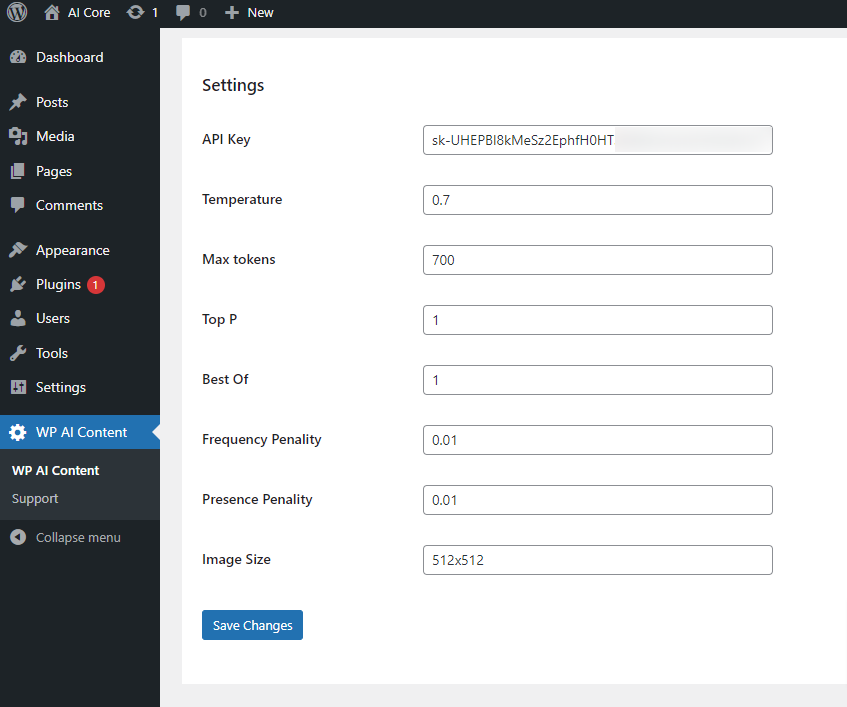 AI Core 1 0 New
Dashboard
Posts
Media
Pages
Comments
Appearance
Plugins 1
Users
Tools
Settings
WP AI Content
WP AI Content
Support
Collapse menu
Settings
API Key sk-UHEPBI8kMeSz2EphfH0HT
Temperature 0.7
Max tokens 700
Top P 1
Best Of 1
Frequency Penality 0.01
Presence Penality 0.01
Image Size 512x512
Save Changes